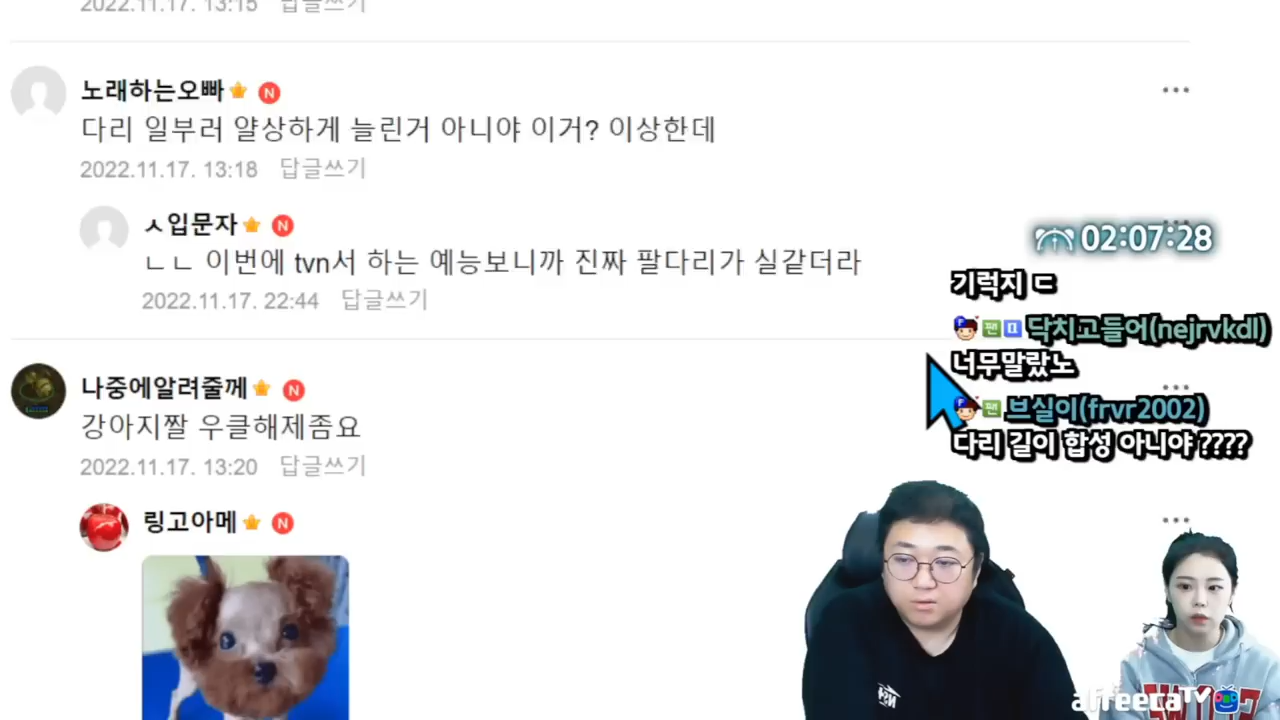 2022.11.17. 13:15 답글쓰기
노래하는오빠 N
다리 일부러 얄상하게 늘린거 아니야 이거? 이상한데
2022.11.17. 13:18 답글쓰기
ㅅ입문자 N
ㄴㄴ 이번에 tvn서 하는 예능보니까 진짜 팔다리가 실같더라
2022.11.17. 22:44 답글쓰기
02:07:28
기럭지 ㄷ
팬 닥치고들어(nejrvkdl)
너무말랐노
나중에알려줄께 N
강아지짤 우클해제좀요
2022.11.17. 13:20 답글쓰기
팬 브실이(frvr2002)
다리 길이 합성 아니야 ????
링고아메 N
afreecaTV